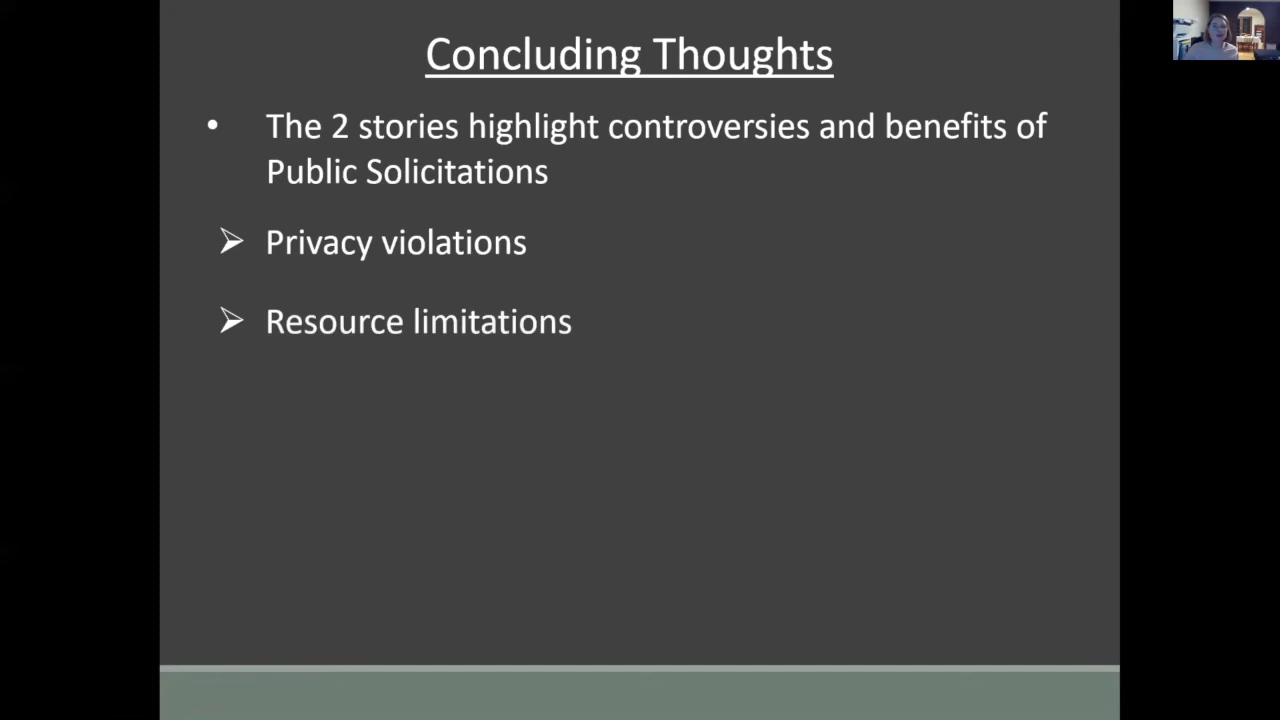 Concluding Thoughts
• The 2 stories highlight controversies and benefits of
Public Solicitations
➢ Privacy violations
➢ Resource limitations